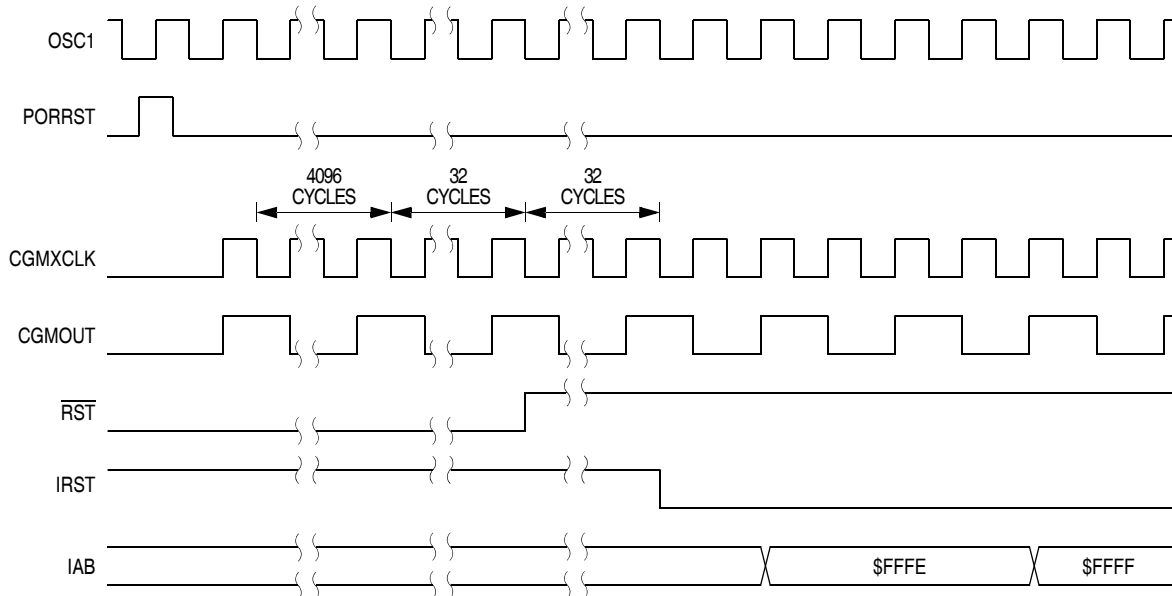 OSC1
PORRST
4096
CYCLES
32
CYCLES
32
CYCLES
CGMXCLK
CGMOUT
RST
IRST
IAB
$FFFE
$FFFF